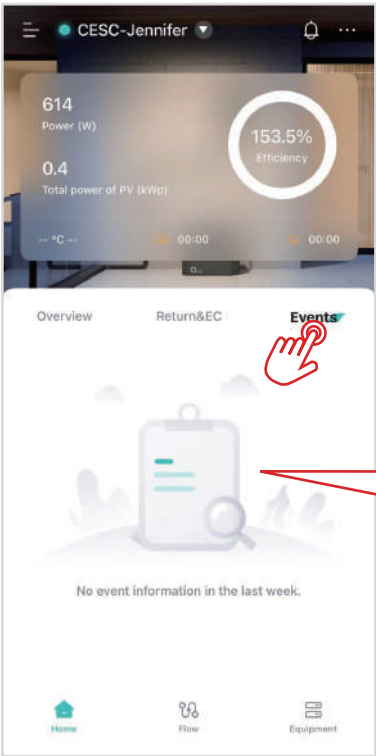 CESC-Jennifer
614
Power (W)
153.5%
Efficiency
0.4
Total power of PV (kWp)
-- °C --
00:00
00:00
Overview
Return&EC
Events
No event information in the last week.
Home
Flow
Equipment